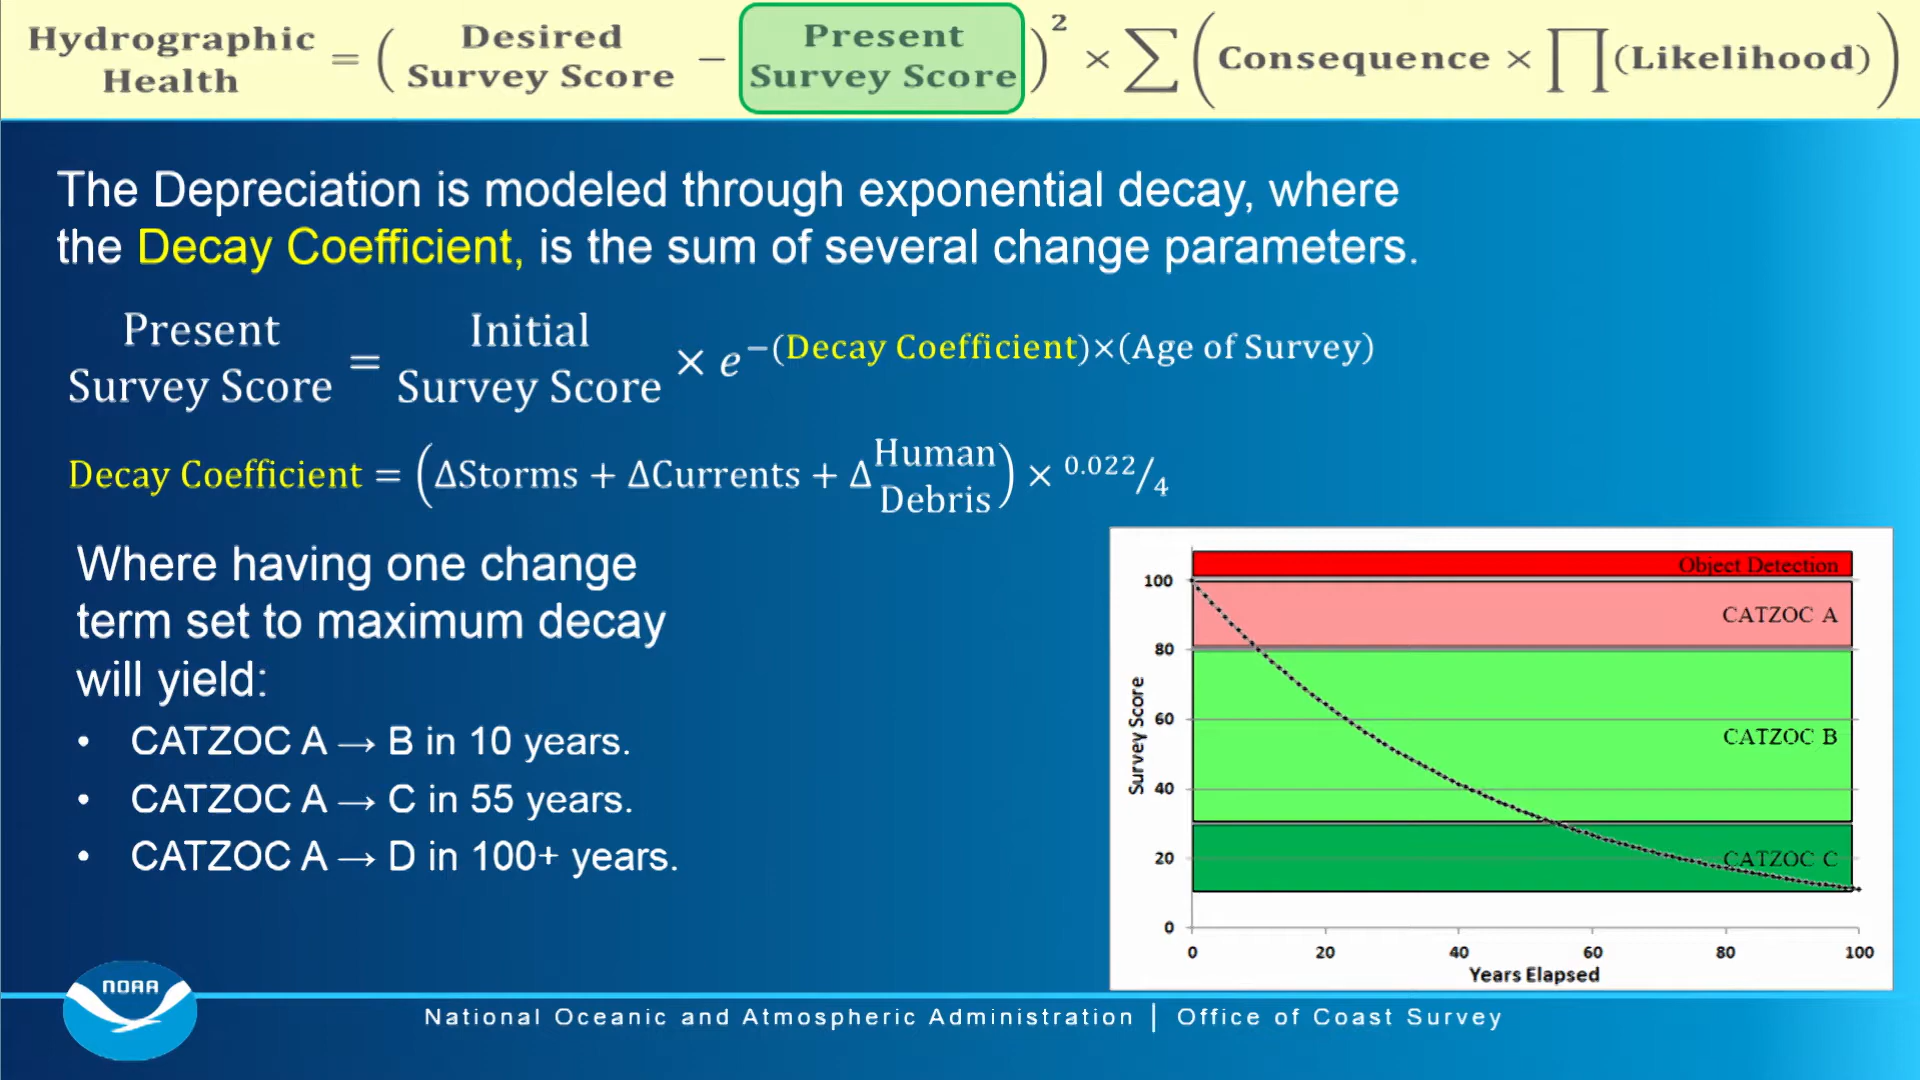 Hydrographic Health = (Desired Survey Score − Present Survey Score)² × ∑(Consequence × ∏(Likelihood))
The Depreciation is modeled through exponential decay, where
the Decay Coefficient, is the sum of several change parameters.
Present Survey Score = Initial Survey Score × e^−(Decay Coefficient)×(Age of Survey)
Decay Coefficient = (ΔStorms + ΔCurrents + ΔHuman Debris) × 0.022/4
Where having one change
term set to maximum decay
will yield:
• CATZOC A → B in 10 years.
• CATZOC A → C in 55 years.
• CATZOC A → D in 100+ years.
Object Detection
CATZOC A
CATZOC B
CATZOC C
Survey Score
100
80
60
40
20
0
0 20 40 60 80 100
Years Elapsed
NOAA
National Oceanic and Atmospheric Administration | Office of Coast Survey